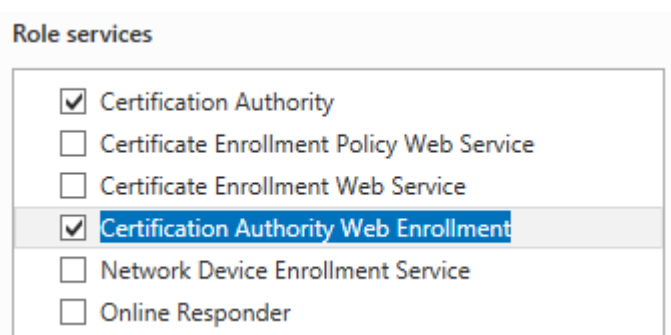 Role services
Certification Authority
Certificate Enrollment Policy Web Service
Certificate Enrollment Web Service
Certification Authority Web Enrollment
Network Device Enrollment Service
Online Responder